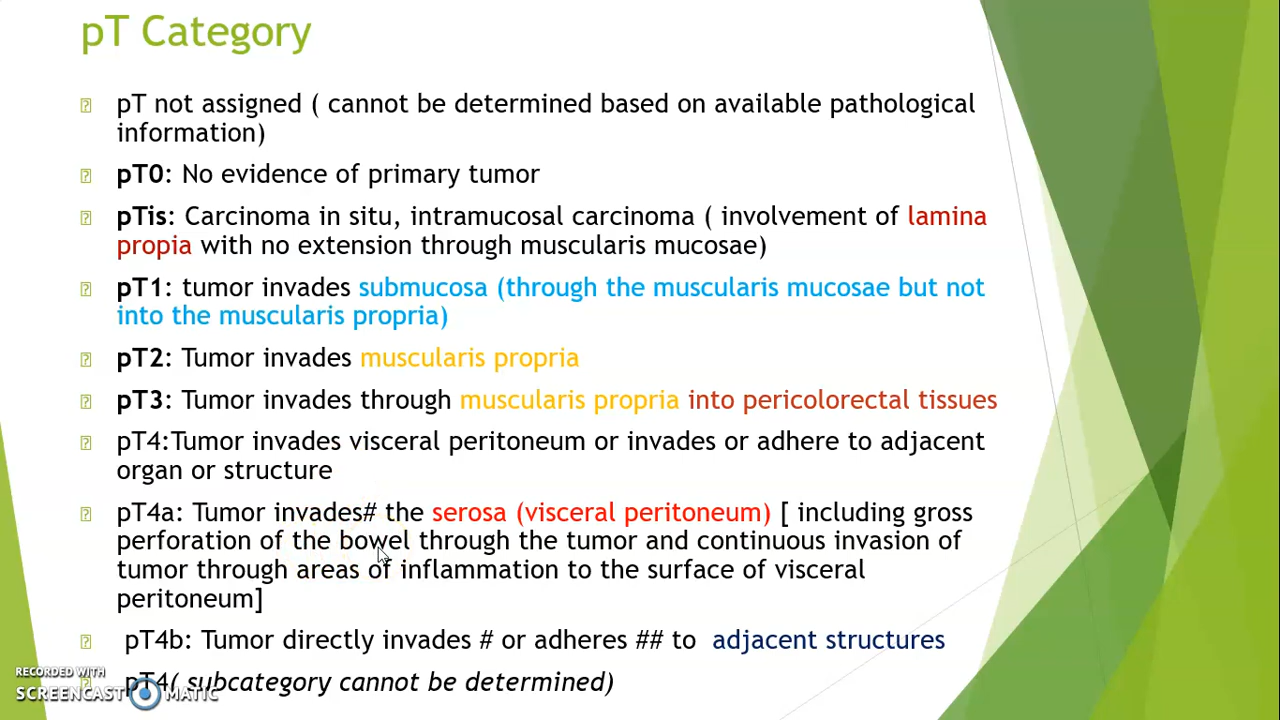 pT Category
pT not assigned ( cannot be determined based on available pathological
information)
pT0: No evidence of primary tumor
pTis: Carcinoma in situ, intramucosal carcinoma ( involvement of lamina
propia with no extension through muscularis mucosae)
pT1: tumor invades submucosa (through the muscularis mucosae but not
into the muscularis propria)
pT2: Tumor invades muscularis propria
pT3: Tumor invades through muscularis propria into pericolorectal tissues
pT4:Tumor invades visceral peritoneum or invades or adhere to adjacent
organ or structure
pT4a: Tumor invades# the serosa (visceral peritoneum) [ including gross
perforation of the bowel through the tumor and continuous invasion of
tumor through areas of inflammation to the surface of visceral
peritoneum]
pT4b: Tumor directly invades # or adheres ## to adjacent structures
pT4( subcategory cannot be determined)
RECORDED WITH
SCREENCAST MATIC